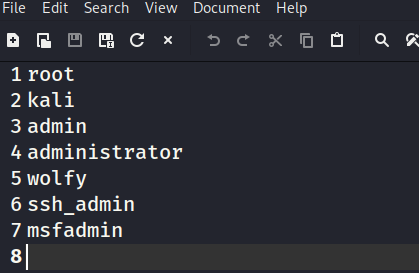 File Edit Search View Document Help
1 root
2 kali
3 admin
4 administrator
5 wolfy
6 ssh_admin
7 msfadmin
8